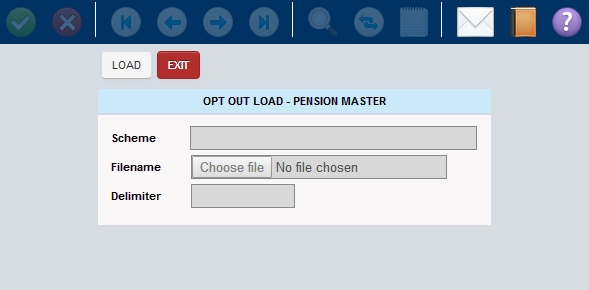 LOAD EXIT
OPT OUT LOAD - PENSION MASTER
Scheme
Filename Choose file No file chosen
Delimiter